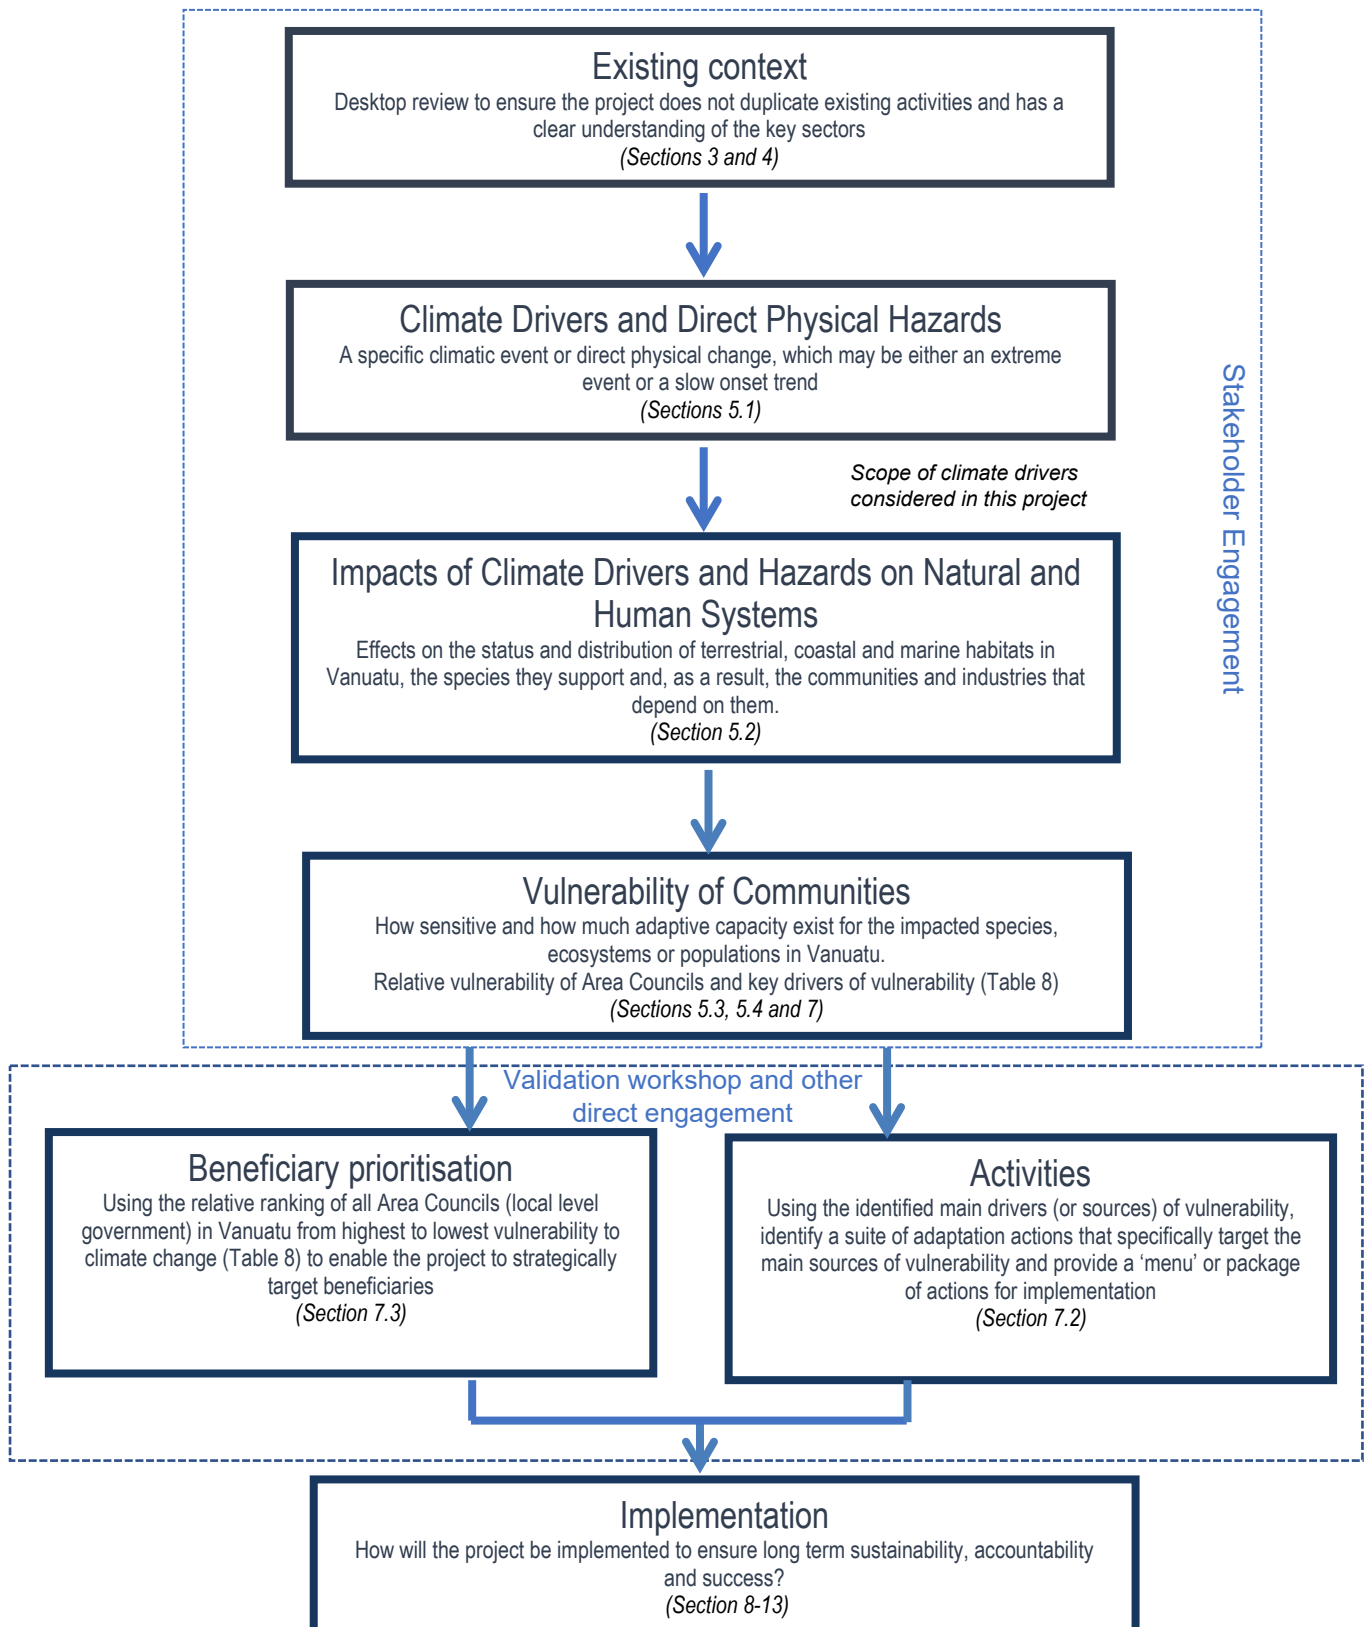 Existing context
Desktop review to ensure the project does not duplicate existing activities and has a
clear understanding of the key sectors
(Sections 3 and 4)
Climate Drivers and Direct Physical Hazards
A specific climatic event or direct physical change, which may be either an extreme
event or a slow onset trend
(Sections 5.1)
Stakeholder Engagement
Scope of climate drivers
considered in this project
Impacts of Climate Drivers and Hazards on Natural and
Human Systems
Effects on the status and distribution of terrestrial, coastal and marine habitats in
Vanuatu, the species they support and, as a result, the communities and industries that
depend on them.
(Section 5.2)
Vulnerability of Communities
How sensitive and how much adaptive capacity exist for the impacted species,
ecosystems or populations in Vanuatu.
Relative vulnerability of Area Councils and key drivers of vulnerability (Table 8)
(Sections 5.3, 5.4 and 7)
Validation workshop and other
direct engagement
Beneficiary prioritisation
Using the relative ranking of all Area Councils (local level
government) in Vanuatu from highest to lowest vulnerability to
climate change (Table 8) to enable the project to strategically
target beneficiaries
(Section 7.3)
Activities
Using the identified main drivers (or sources) of vulnerability,
identify a suite of adaptation actions that specifically target the
main sources of vulnerability and provide a ‘menu’ or package
of actions for implementation
(Section 7.2)
Implementation
How will the project be implemented to ensure long term sustainability, accountability
and success?
(Section 8-13)